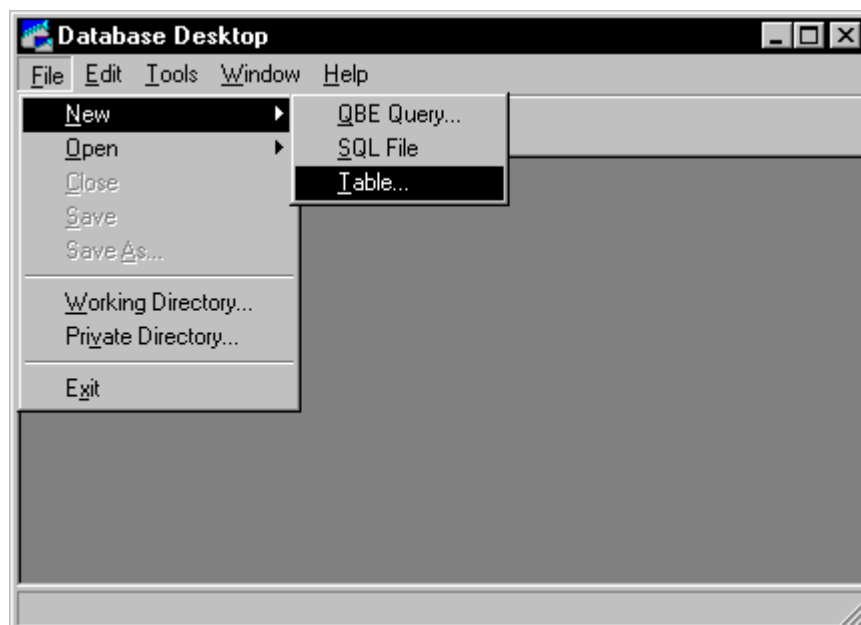 Database Desktop
File Edit Tools Window Help
New
QBE Query...
Open
SQL File
Close
Table...
Save
Save As...
Working Directory...
Private Directory...
Exit